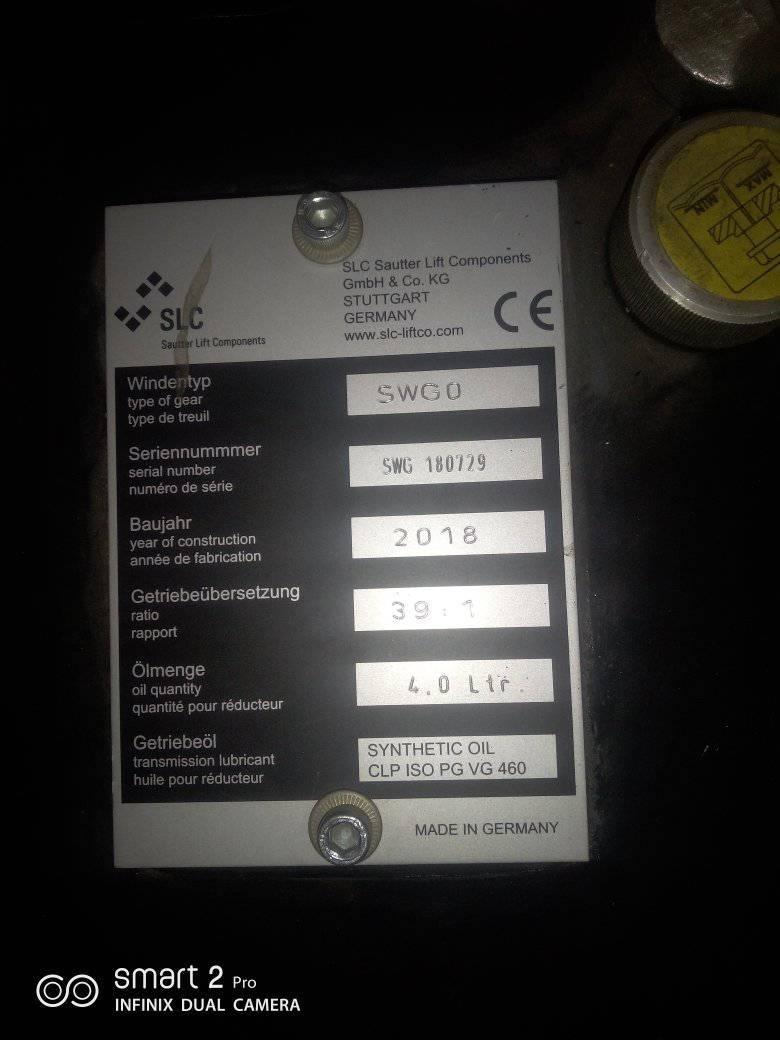 MAX
MIN
SLC
Sautter Lift Components
SLC Sautter Lift Components
GmbH & Co. KG
STUTTGART
GERMANY
www.slc-liftco.com
CE
Windentyp
type of gear
type de treuil
SWG0
Seriennummmer
serial number
numéro de série
SWG 180729
Baujahr
year of construction
année de fabrication
2018
Getriebeübersetzung
ratio
rapport
39:1
Ölmenge
oil quantity
quantité pour réducteur
4.0 Ltr.
Getriebeöl
transmission lubricant
huile pour réducteur
SYNTHETIC OIL
CLP ISO PG VG 460
MADE IN GERMANY
smart 2 Pro
INFINIX DUAL CAMERA